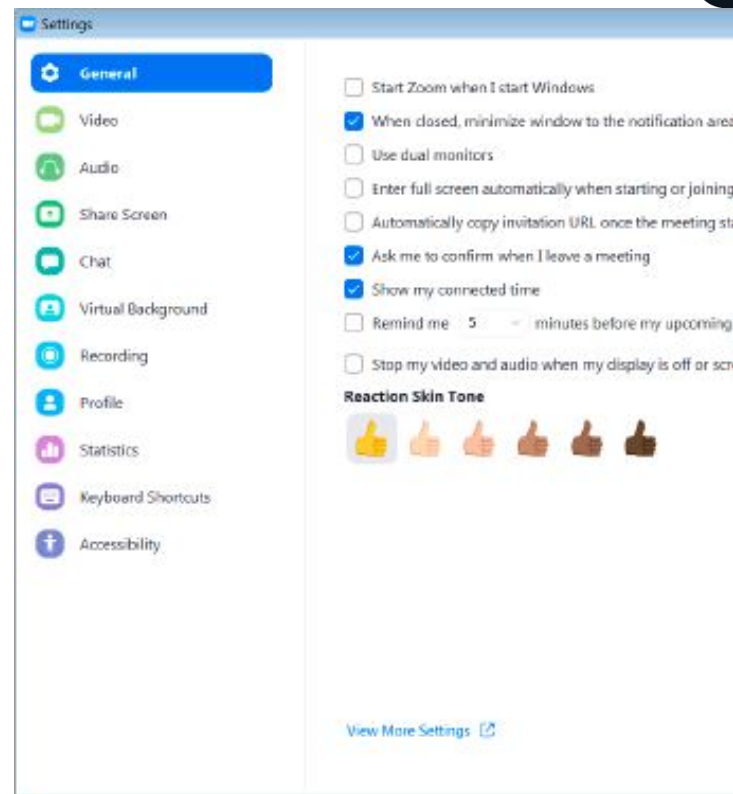 Settings
General
Video
Audio
Share Screen
Chat
Virtual Background
Recording
Profile
Statistics
Keyboard Shortcuts
Accessibility
Start Zoom when I start Windows
When closed, minimize window to the notification area
Use dual monitors
Enter full screen automatically when starting or joining
Automatically copy invitation URL once the meeting sta
Ask me to confirm when I leave a meeting
Show my connected time
Remind me 5 minutes before my upcoming
Stop my video and audio when my display is off or scre
Reaction Skin Tone
View More Settings